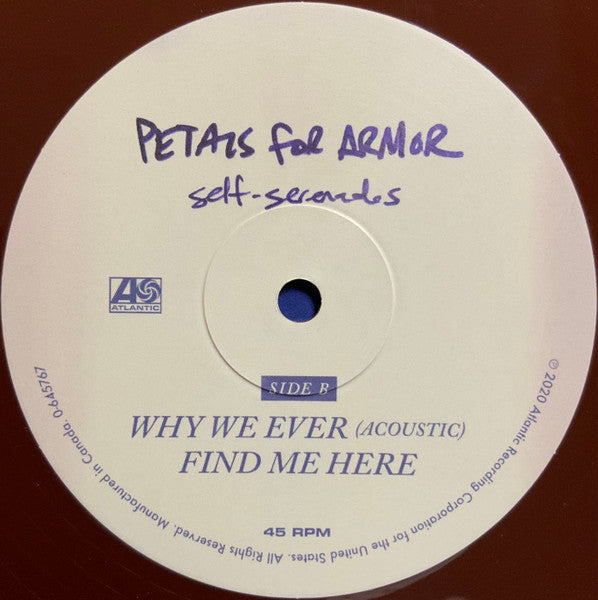 PETALS for ARMOR
self-serenades
ATLANTIC
SIDE B
WHY WE EVER (ACOUSTIC)
FIND ME HERE
45 RPM
℗ 2020 Atlantic Recording Corporation for the United States. All Rights Reserved. Manufactured in Canada. 0-645767